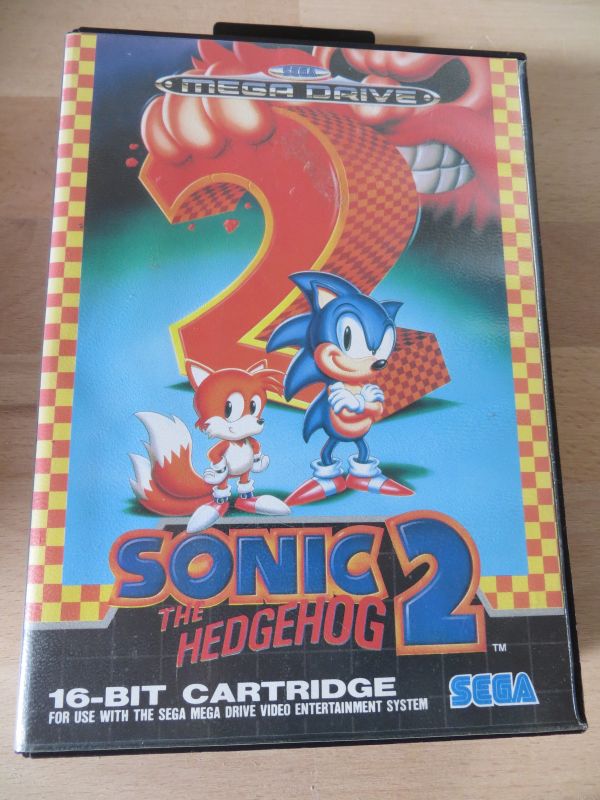 SEGA
MEGA DRIVE
2
SONIC
THE
HEDGEHOG
2
TM
16-BIT CARTRIDGE
FOR USE WITH THE SEGA MEGA DRIVE VIDEO ENTERTAINMENT SYSTEM
SEGA